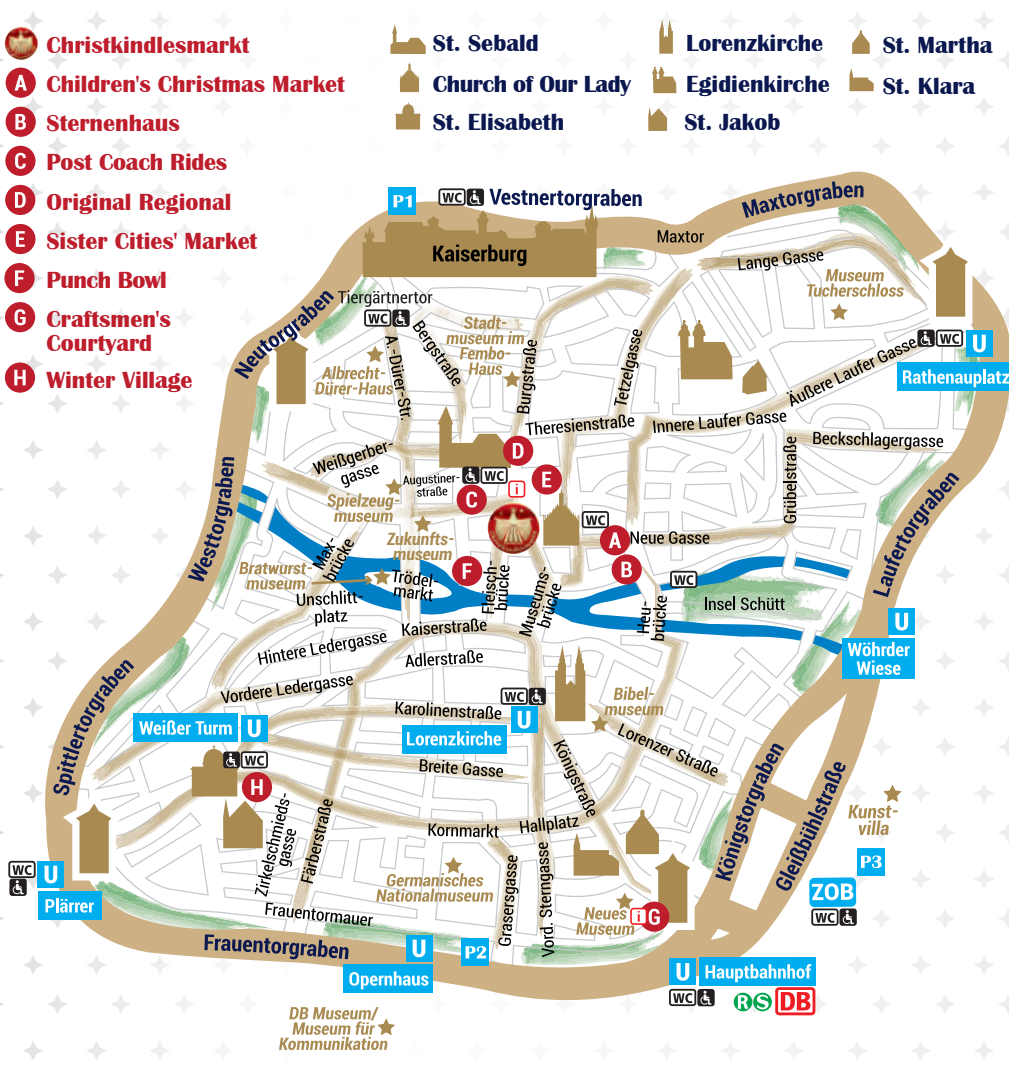 Christkindlesmarkt
A Children's Christmas Market
B Sternenhaus
C Post Coach Rides
D Original Regional
E Sister Cities' Market
F Punch Bowl
G Craftsmen's
Courtyard
H Winter Village
St. Sebald
Church of Our Lady
St. Elisabeth
Lorenzkirche
Egidienkirche
St. Jakob
St. Martha
St. Klara
P1
WC
Vestnertorgraben
Maxtorgraben
Kaiserburg
Maxtor
Lange Gasse
Museum
Tucherschloss
Neutorgraben
Tiergärtnertor
WC
A.-Dürer-Str.
Bergstraße
Stadt-
museum im
Fembo-
Haus
Burgstraße
Tetzelgasse
Albrecht-
Dürer-Haus
Äußere Laufer Gasse
WC
U
Rathenauplatz
Theresienstraße
Innere Laufer Gasse
Beckschlagergasse
Grübelstraße
Weißgerber-
gasse
D
Augustiner-
straße
WC
i
E
C
Spielzeug-
museum
Westtorgraben
Laufertorgraben
Zukunfts-
museum
WC
A
Neue Gasse
B
Max-
brücke
Bratwurst-
museum
Trödel-
markt
F
Fleisch-
brücke
Museums-
brücke
WC
Insel Schütt
Heu-
brücke
Unschlitt-
platz
U
Wöhrder
Wiese
Hintere Ledergasse
Kaiserstraße
Adlerstraße
Vordere Ledergasse
Spittlertorgraben
WC
Bibel-
museum
Karolinenstraße
U
Lorenzkirche
Weißer Turm
U
Lorenzer Straße
Königstraße
WC
H
Breite Gasse
Königstorgraben
Gleißbühlstraße
Kunst-
villa
Zirkelschmieds-
gasse
Färberstraße
Kornmarkt
Hallplatz
P3
WC
U
Plärrer
Germanisches
Nationalmuseum
Grasersgasse
Vord. Sterngasse
ZOB
WC
Neues
Museum
i
G
Frauentormauer
Frauentorgraben
U
Opernhaus
P2
U
Hauptbahnhof
WC
R
S
DB
DB Museum/
Museum für
Kommunikation